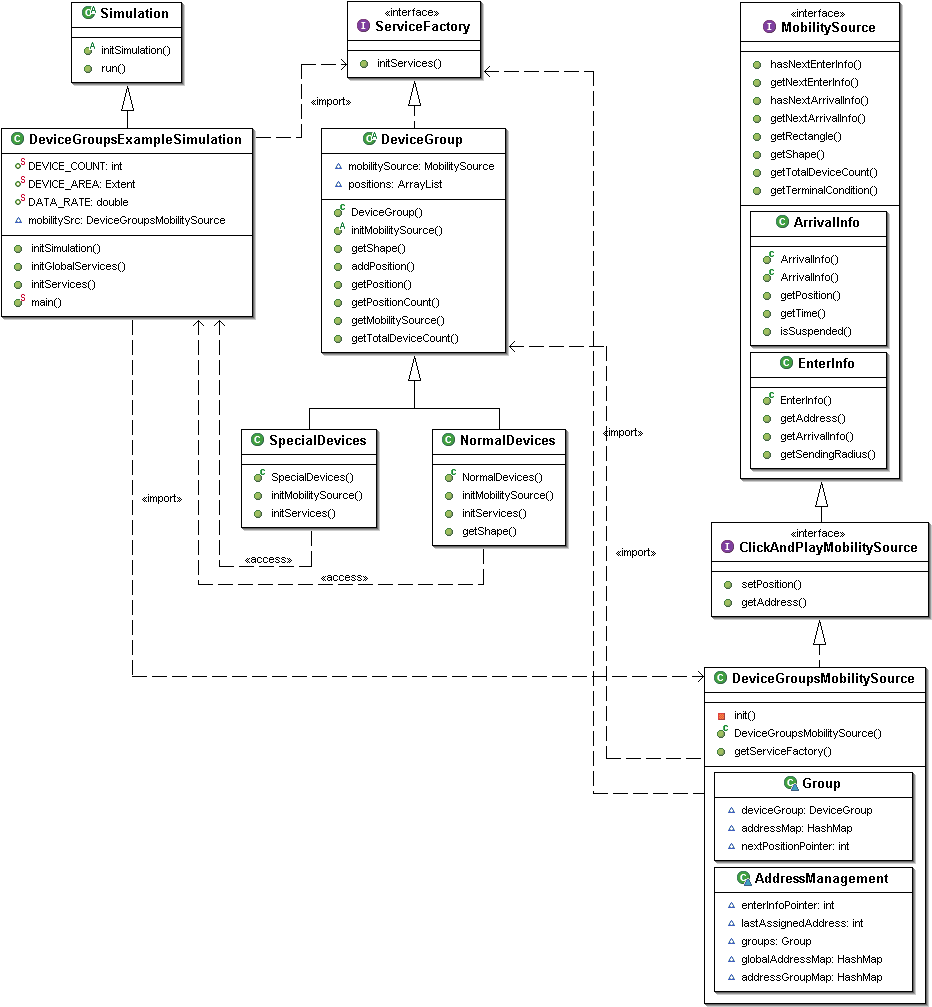 Simulation
initSimulation()
run()
«interface»
ServiceFactory
initServices()
«interface»
MobilitySource
hasNextEnterInfo()
getNextEnterInfo()
hasNextArrivalInfo()
getNextArrivalInfo()
getRectangle()
getShape()
getTotalDeviceCount()
getTerminalCondition()
ArrivalInfo
ArrivalInfo()
ArrivalInfo()
getPosition()
getTime()
isSuspended()
EnterInfo
EnterInfo()
getAddress()
getArrivalInfo()
getSendingRadius()
«import»
DeviceGroupsExampleSimulation
DEVICE_COUNT: int
DEVICE_AREA: Extent
DATA_RATE: double
mobilitySrc: DeviceGroupsMobilitySource
initSimulation()
initGlobalServices()
initServices()
main()
DeviceGroup
mobilitySource: MobilitySource
positions: ArrayList
DeviceGroup()
initMobilitySource()
getShape()
addPosition()
getPosition()
getPositionCount()
getMobilitySource()
getTotalDeviceCount()
SpecialDevices
SpecialDevices()
initMobilitySource()
initServices()
NormalDevices
NormalDevices()
initMobilitySource()
initServices()
getShape()
«import»
«import»
«import»
«access»
«access»
«interface»
ClickAndPlayMobilitySource
setPosition()
getAddress()
DeviceGroupsMobilitySource
init()
DeviceGroupsMobilitySource()
getServiceFactory()
Group
deviceGroup: DeviceGroup
addressMap: HashMap
nextPositionPointer: int
AddressManagement
enterInfoPointer: int
lastAssignedAddress: int
groups: Group
globalAddressMap: HashMap
addressGroupMap: HashMap